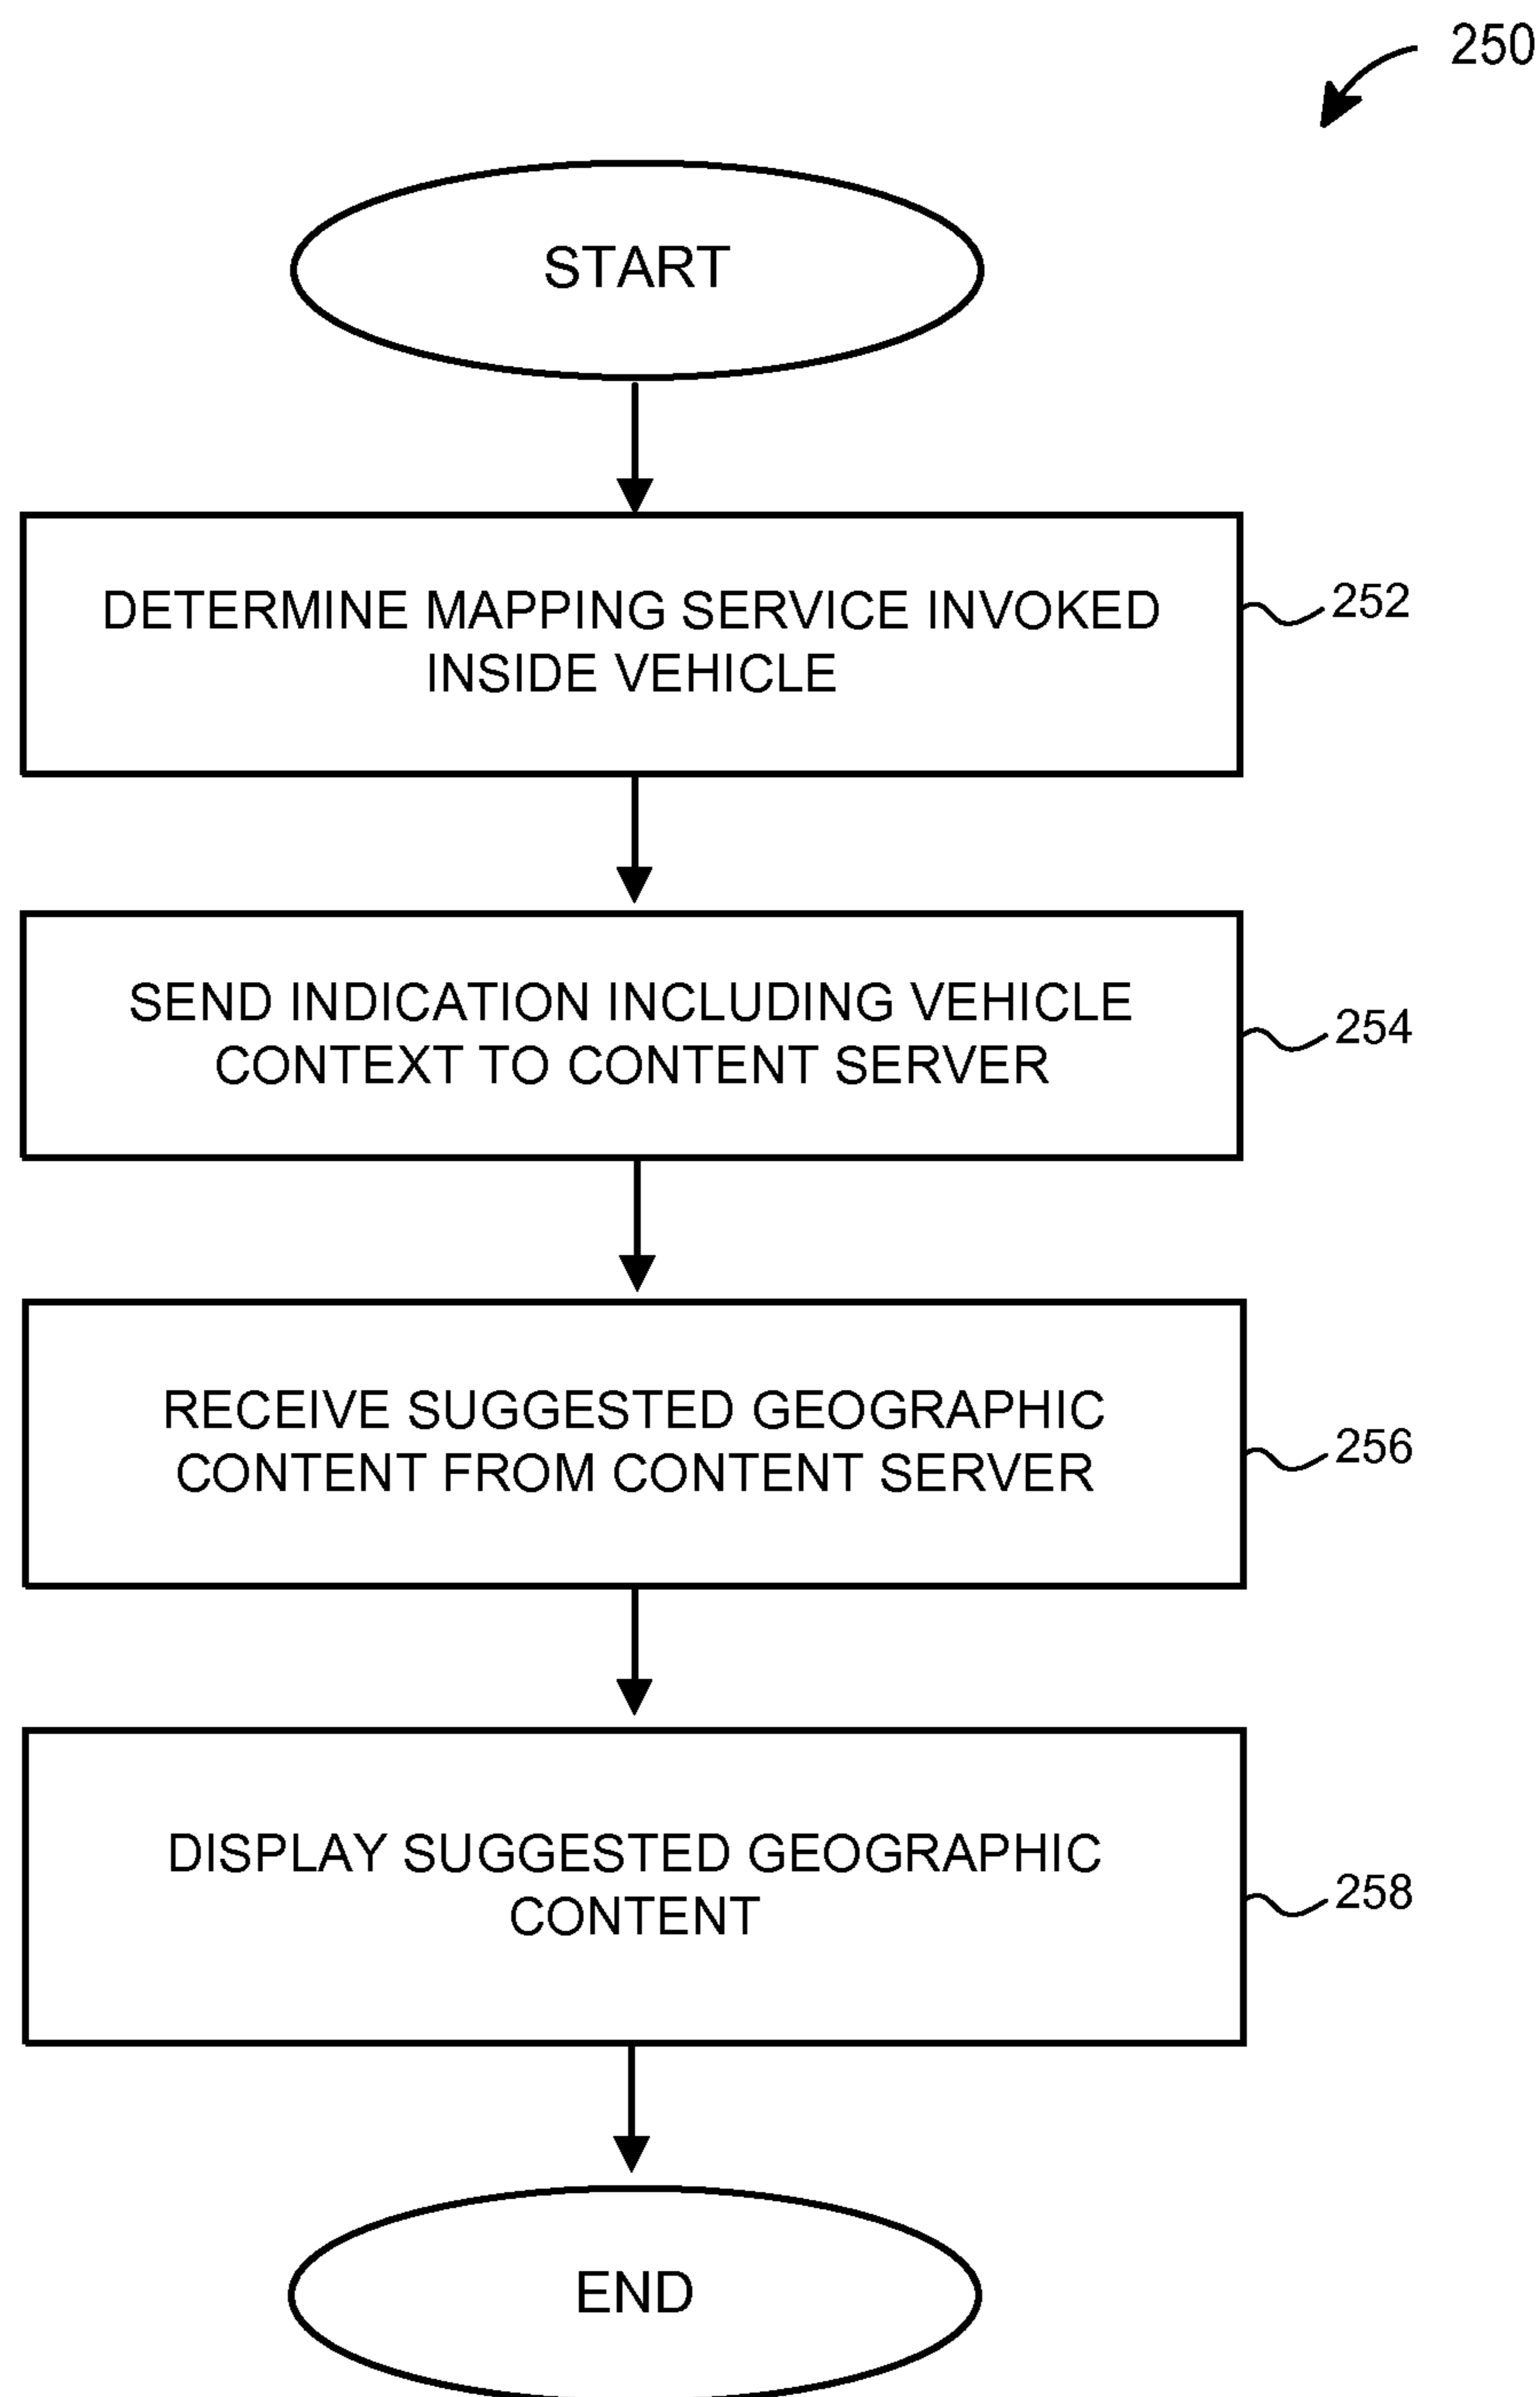 250
START
DETERMINE MAPPING SERVICE INVOKED
INSIDE VEHICLE
252
SEND INDICATION INCLUDING VEHICLE
CONTEXT TO CONTENT SERVER
254
RECEIVE SUGGESTED GEOGRAPHIC
CONTENT FROM CONTENT SERVER
256
DISPLAY SUGGESTED GEOGRAPHIC
CONTENT
258
END